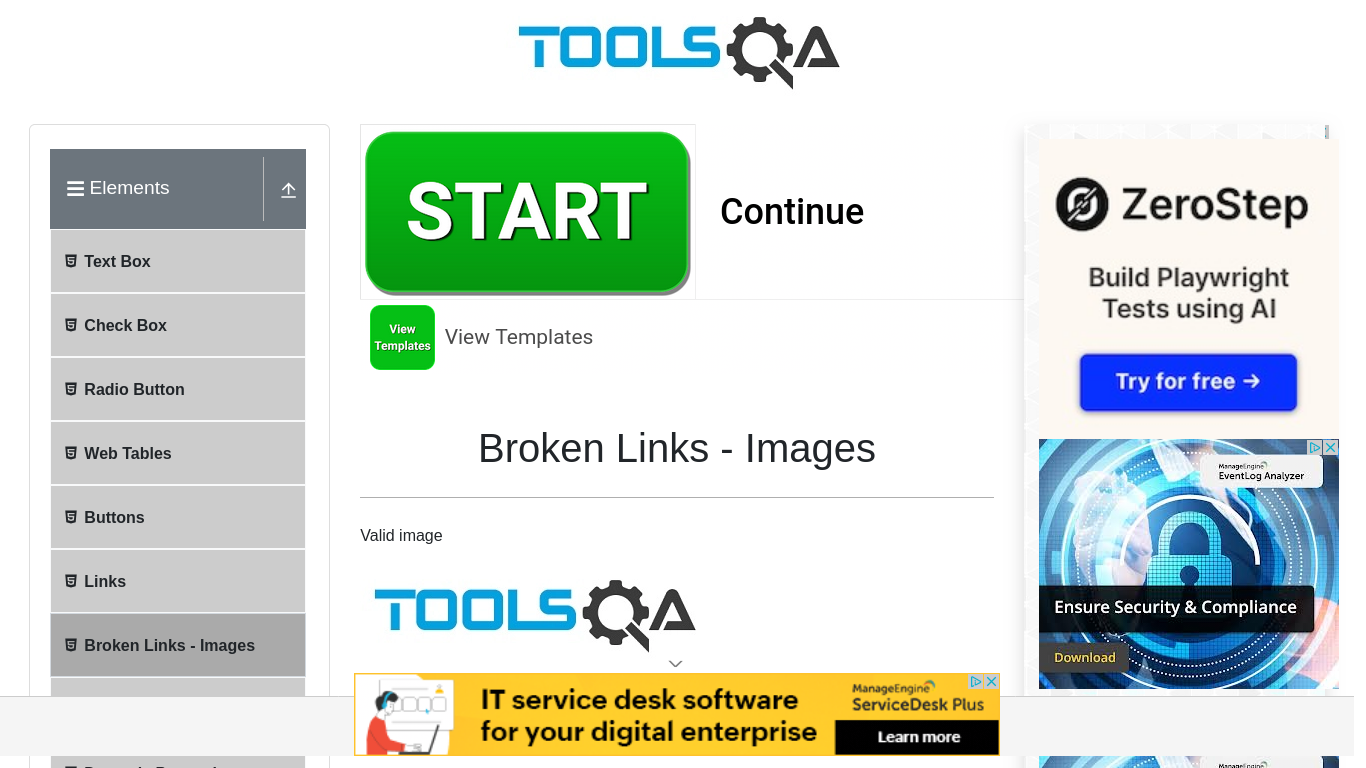 TOOLSQA
Elements
Text Box
Check Box
Radio Button
Web Tables
Buttons
Links
Broken Links - Images
START
Continue
View
Templates
View Templates
Broken Links - Images
Valid image
TOOLSQA
ZeroStep
Build Playwright
Tests using AI
Try for free →
ManageEngine
EventLog Analyzer
Ensure Security & Compliance
Download
IT service desk software
for your digital enterprise
ManageEngine
ServiceDesk Plus
Learn more